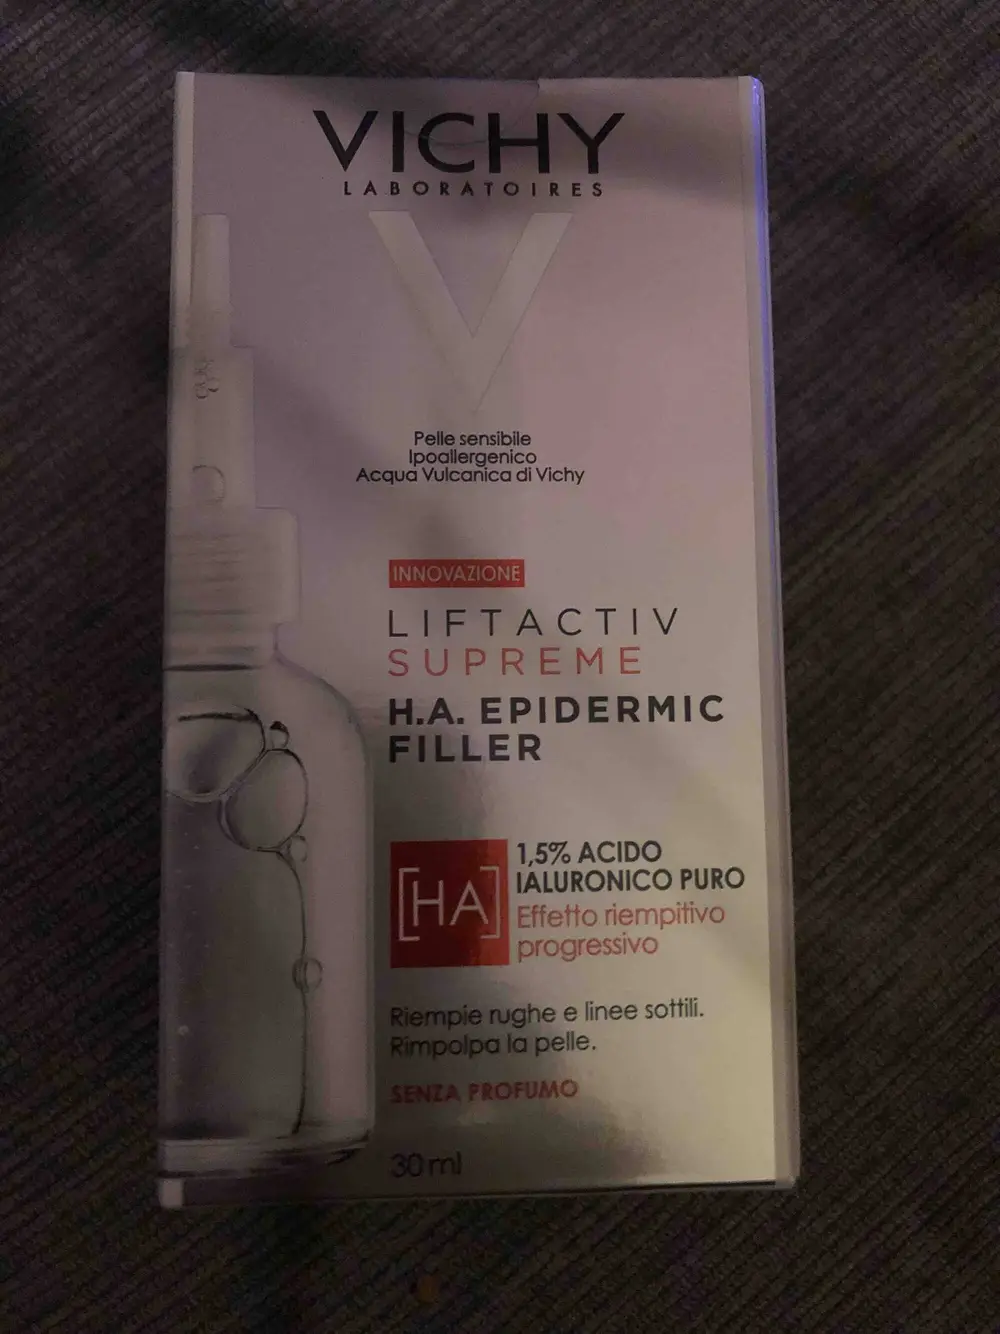 VICHY
LABORATOIRES
Pelle sensibile
Ipoallergenico
Acqua Vulcanica di Vichy
INNOVAZIONE
LIFTACTIV
SUPREME
H.A. EPIDERMIC
FILLER
[HA]
1,5% ACIDO
IALURONICO PURO
Effetto riempitivo
progressivo
Riempie rughe e linee sottili.
Rimpolpa la pelle.
SENZA PROFUMO
30 ml